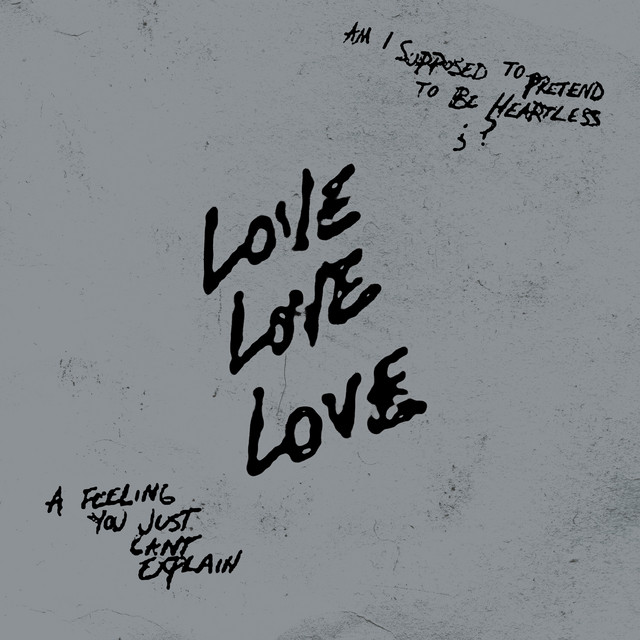 AM I SUPPOSED TO PRETEND
TO BE HEARTLESS
; ?
LOVE
LOVE
LOVE
A FEELING
YOU JUST
CANT
EXPLAIN